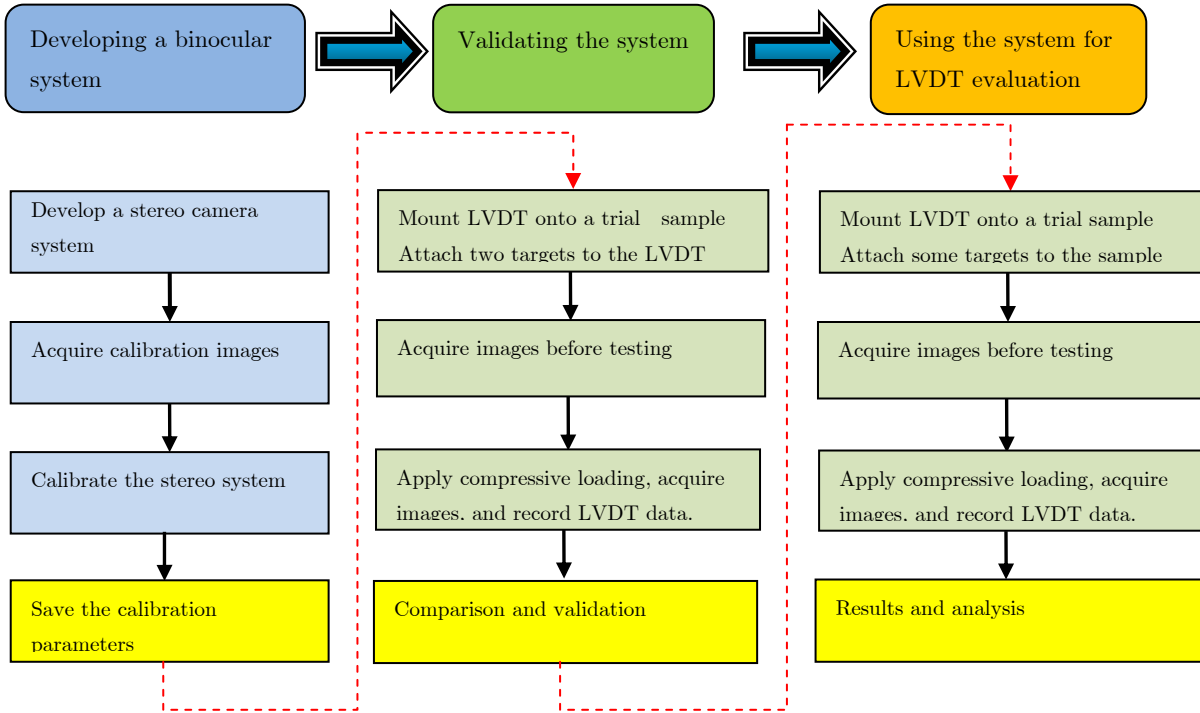 Developing a binocular
system
Validating the system
Using the system for
LVDT evaluation
Develop a stereo camera
system
Acquire calibration images
Calibrate the stereo system
Save the calibration
parameters
Mount LVDT onto a trial sample
Attach two targets to the LVDT
Acquire images before testing
Apply compressive loading, acquire
images, and record LVDT data.
Comparison and validation
Mount LVDT onto a trial sample
Attach some targets to the sample
Acquire images before testing
Apply compressive loading, acquire
images, and record LVDT data.
Results and analysis